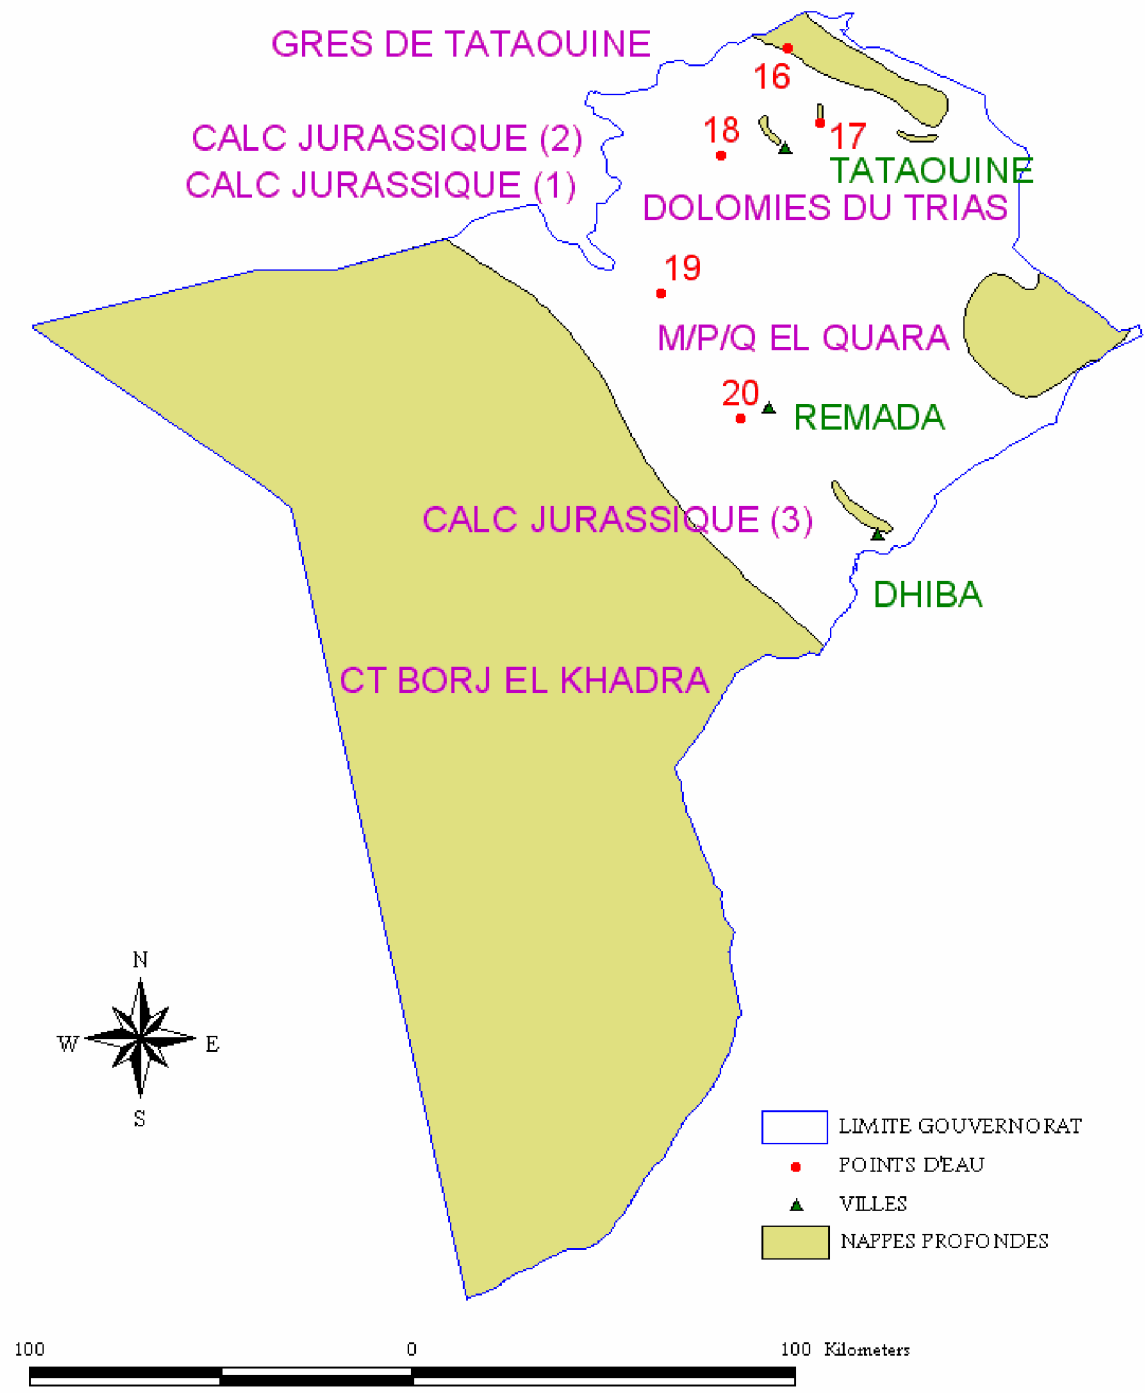 GRES DE TATAOUINE
16
CALC JURASSIQUE (2)
18
17
TATAOUINE
CALC JURASSIQUE (1)
DOLOMIES DU TRIAS
19
M/P/Q EL QUARA
20
REMADA
CALC JURASSIQUE (3)
DHIBA
CT BORJ EL KHADRA
N
W
E
S
LIMITE GOUVERNORAT
POINTS D'EAU
VILLES
NAPPES PROFONDES
100 0 100 Kilometers